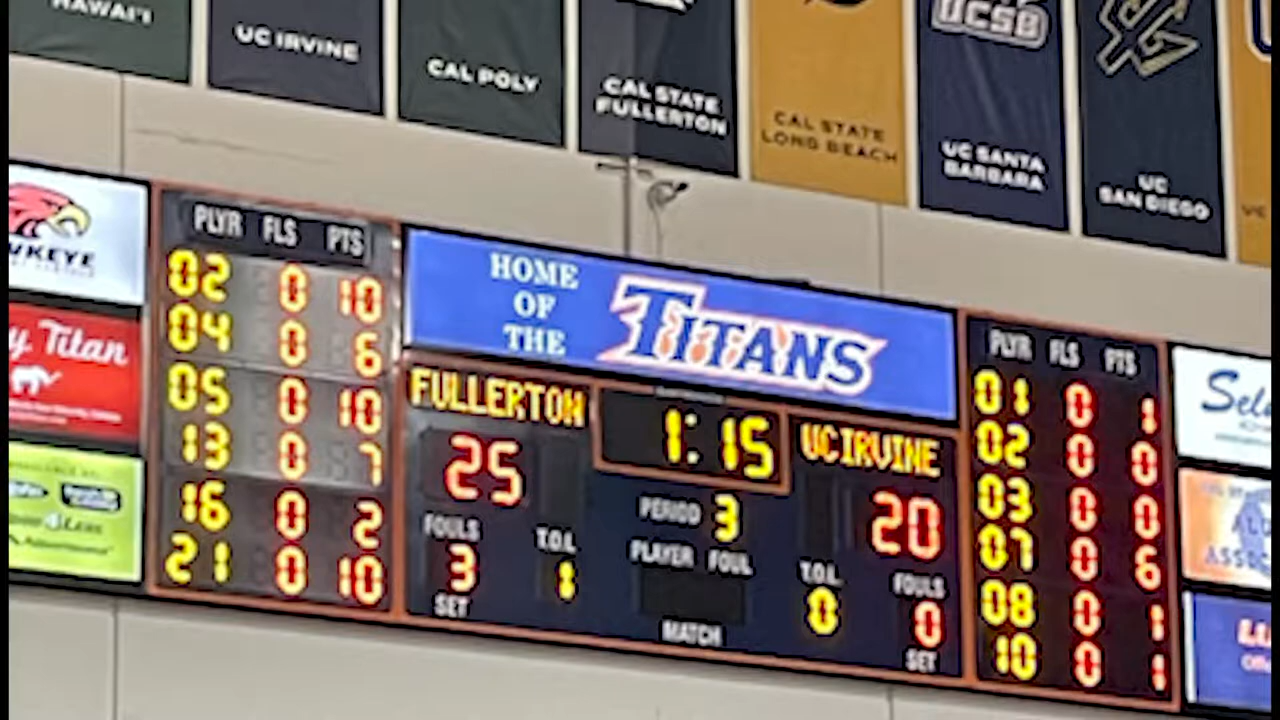 HAWAI'I
UC IRVINE
CAL POLY
CAL STATE
FULLERTON
CAL STATE
LONG BEACH
UCSB
UC SANTA
BARBARA
UC
SAN DIEGO
PLYR FLS PTS
02 0 10
04 0 6
05 0 10
13 0 7
16 0 2
21 0 10
HOME
OF
THE
TITANS
FULLERTON
1:15
UC IRVINE
25
20
PERIOD 3
FOULS
T.O.L
PLAYER FOUL
T.O.L.
FOULS
3
1
0
0
SET
MATCH
SET
PLYR FLS PTS
01 0 1
02 0 0
03 0 0
07 0 6
08 0 1
10 0 1
Titan